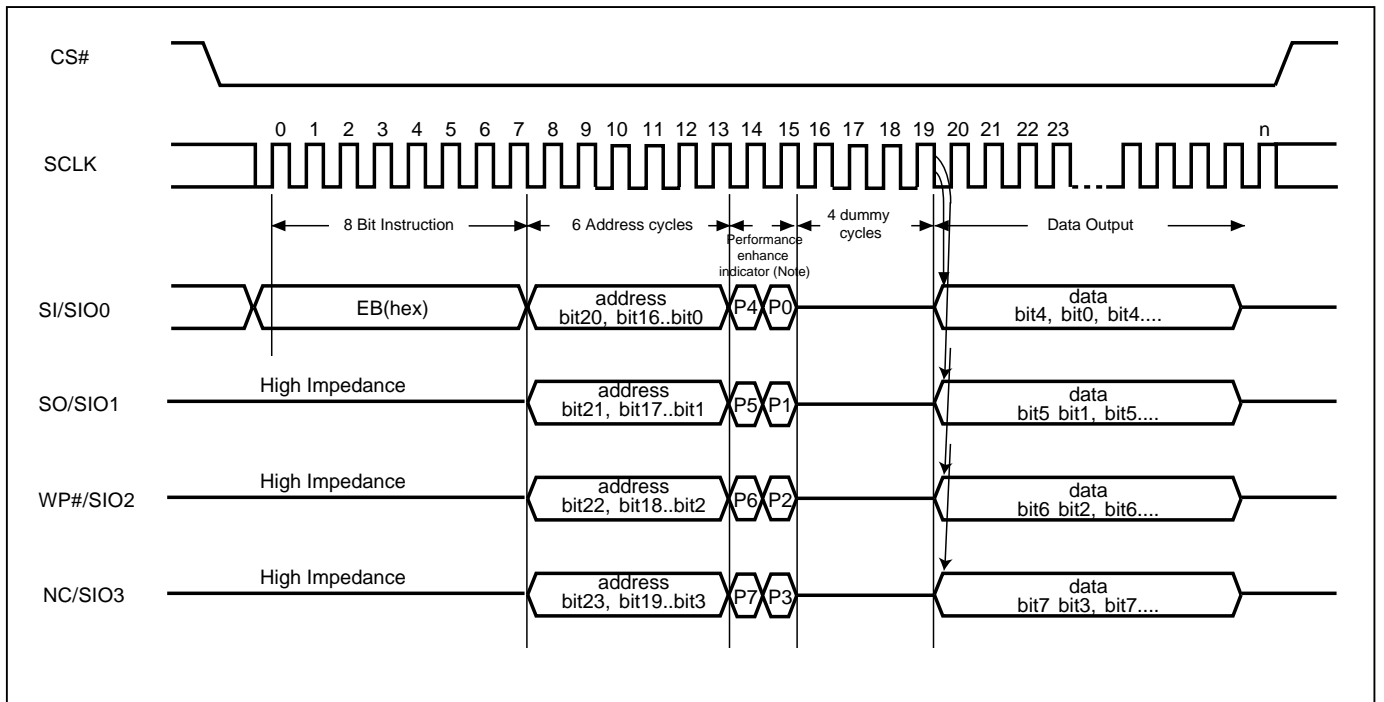 CS#
0 1 2 3 4 5 6 7 8 9 10 11 12 13 14 15 16 17 18 19 20 21 22 23 n
SCLK
8 Bit Instruction
6 Address cycles
Performance
enhance
indicator (Note)
4 dummy
cycles
Data Output
SI/SIO0
EB(hex)
address
bit20, bit16..bit0
P4
P0
data
bit4, bit0, bit4....
SO/SIO1
High Impedance
address
bit21, bit17..bit1
P5
P1
data
bit5 bit1, bit5....
WP#/SIO2
High Impedance
address
bit22, bit18..bit2
P6
P2
data
bit6 bit2, bit6....
NC/SIO3
High Impedance
address
bit23, bit19..bit3
P7
P3
data
bit7 bit3, bit7....